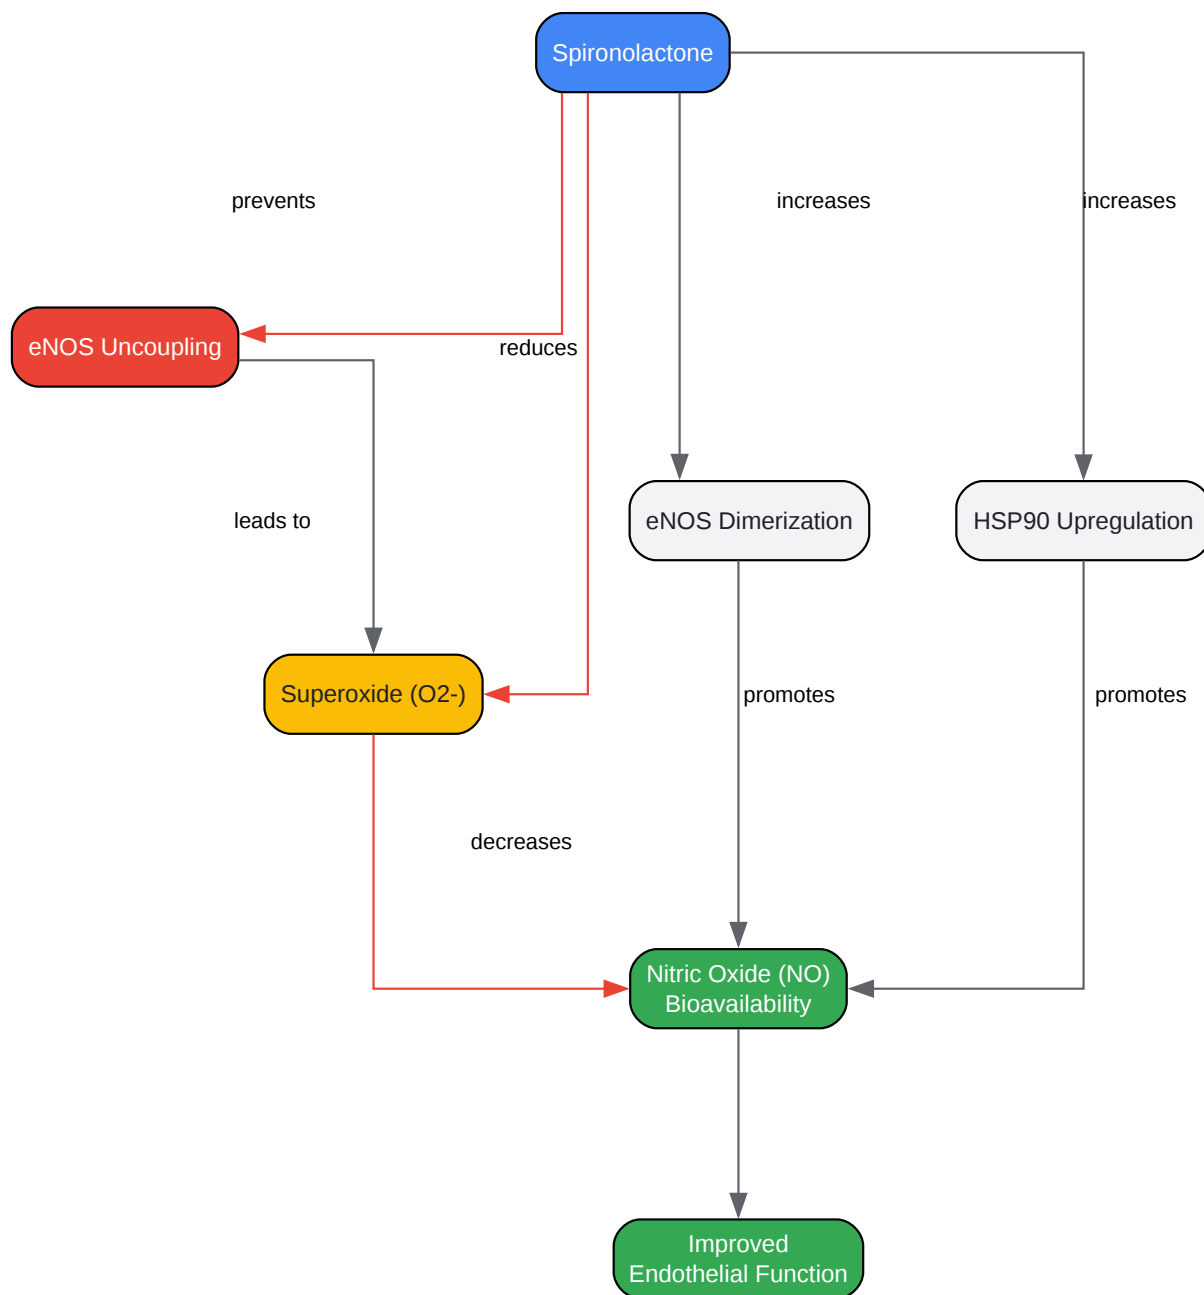 Spironolactone
prevents
increases
increases
eNOS Uncoupling
reduces
leads to
eNOS Dimerization
HSP90 Upregulation
Superoxide (O2-)
promotes
promotes
decreases
Nitric Oxide (NO)
Bioavailability
Improved
Endothelial Function